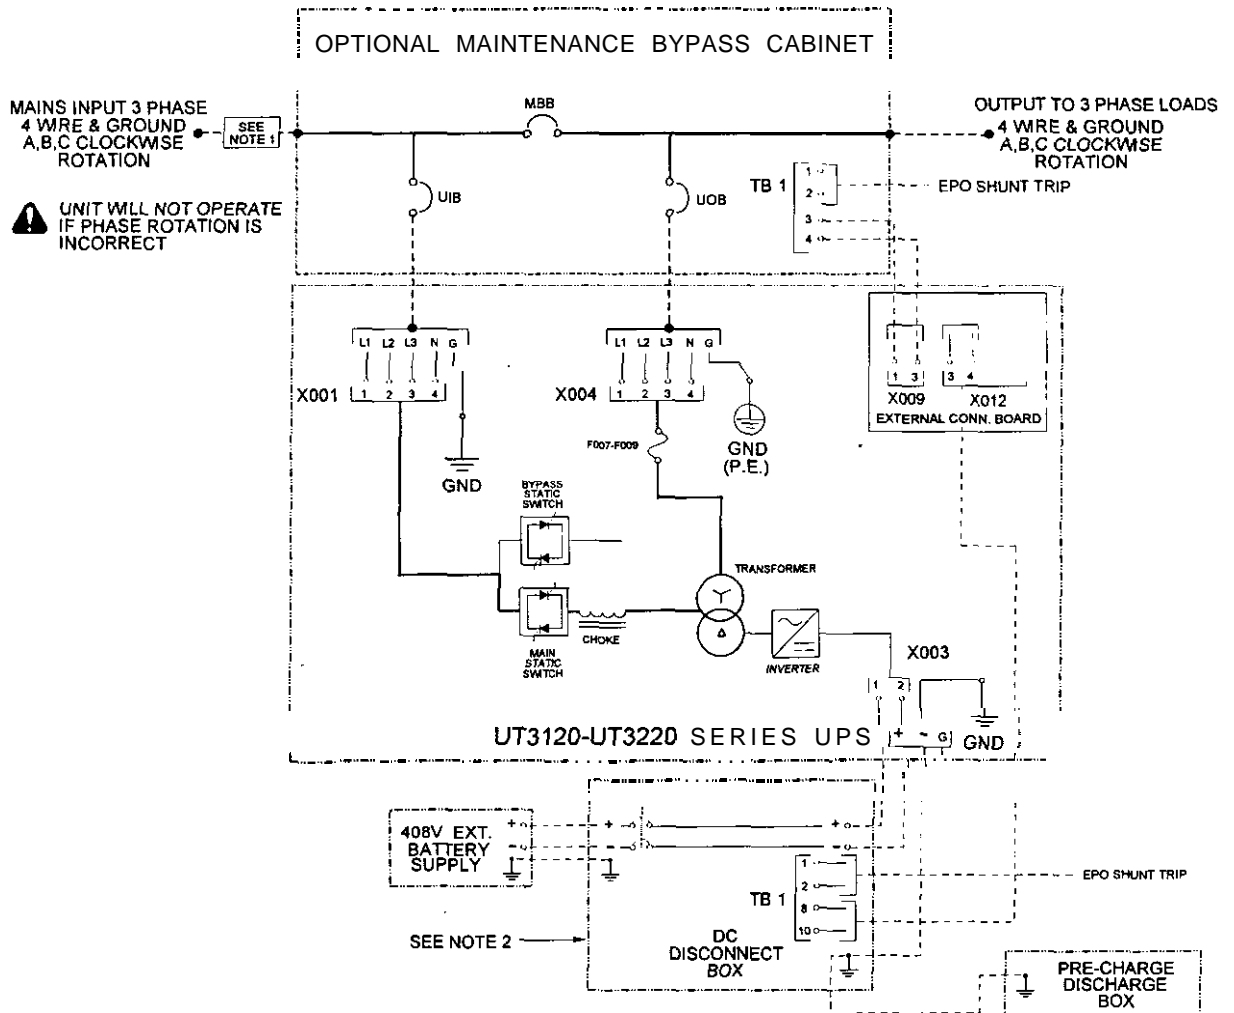 OPTIONAL MAINTENANCE BYPASS CABINET
MAINS INPUT 3 PHASE
4 WIRE & GROUND
A,B,C CLOCKWISE
ROTATION
SEE
NOTE 1
MBB
OUTPUT TO 3 PHASE LOADS
4 WIRE & GROUND
A,B,C CLOCKWISE
ROTATION
UNIT WILL NOT OPERATE
IF PHASE ROTATION IS
INCORRECT
UIB
UOB
TB 1
1
2
3
4
EPO SHUNT TRIP
L1 L2 L3 N G
X001
1 2 3 4
GND
L1 L2 L3 N G
X004
1 2 3 4
F007-F009
GND
(P.E.)
1 3
X009
3 4
X012
EXTERNAL CONN. BOARD
BYPASS
STATIC
SWITCH
MAIN
STATIC
SWITCH
CHOKE
TRANSFORMER
INVERTER
X003
1 2
+ - G
GND
UT3120-UT3220 SERIES UPS
408V EXT.
BATTERY
SUPPLY
+
-
+
-
+
-
TB 1
1
2
8
10
EPO SHUNT TRIP
SEE NOTE 2
DC
DISCONNECT
BOX
PRE-CHARGE
DISCHARGE
BOX